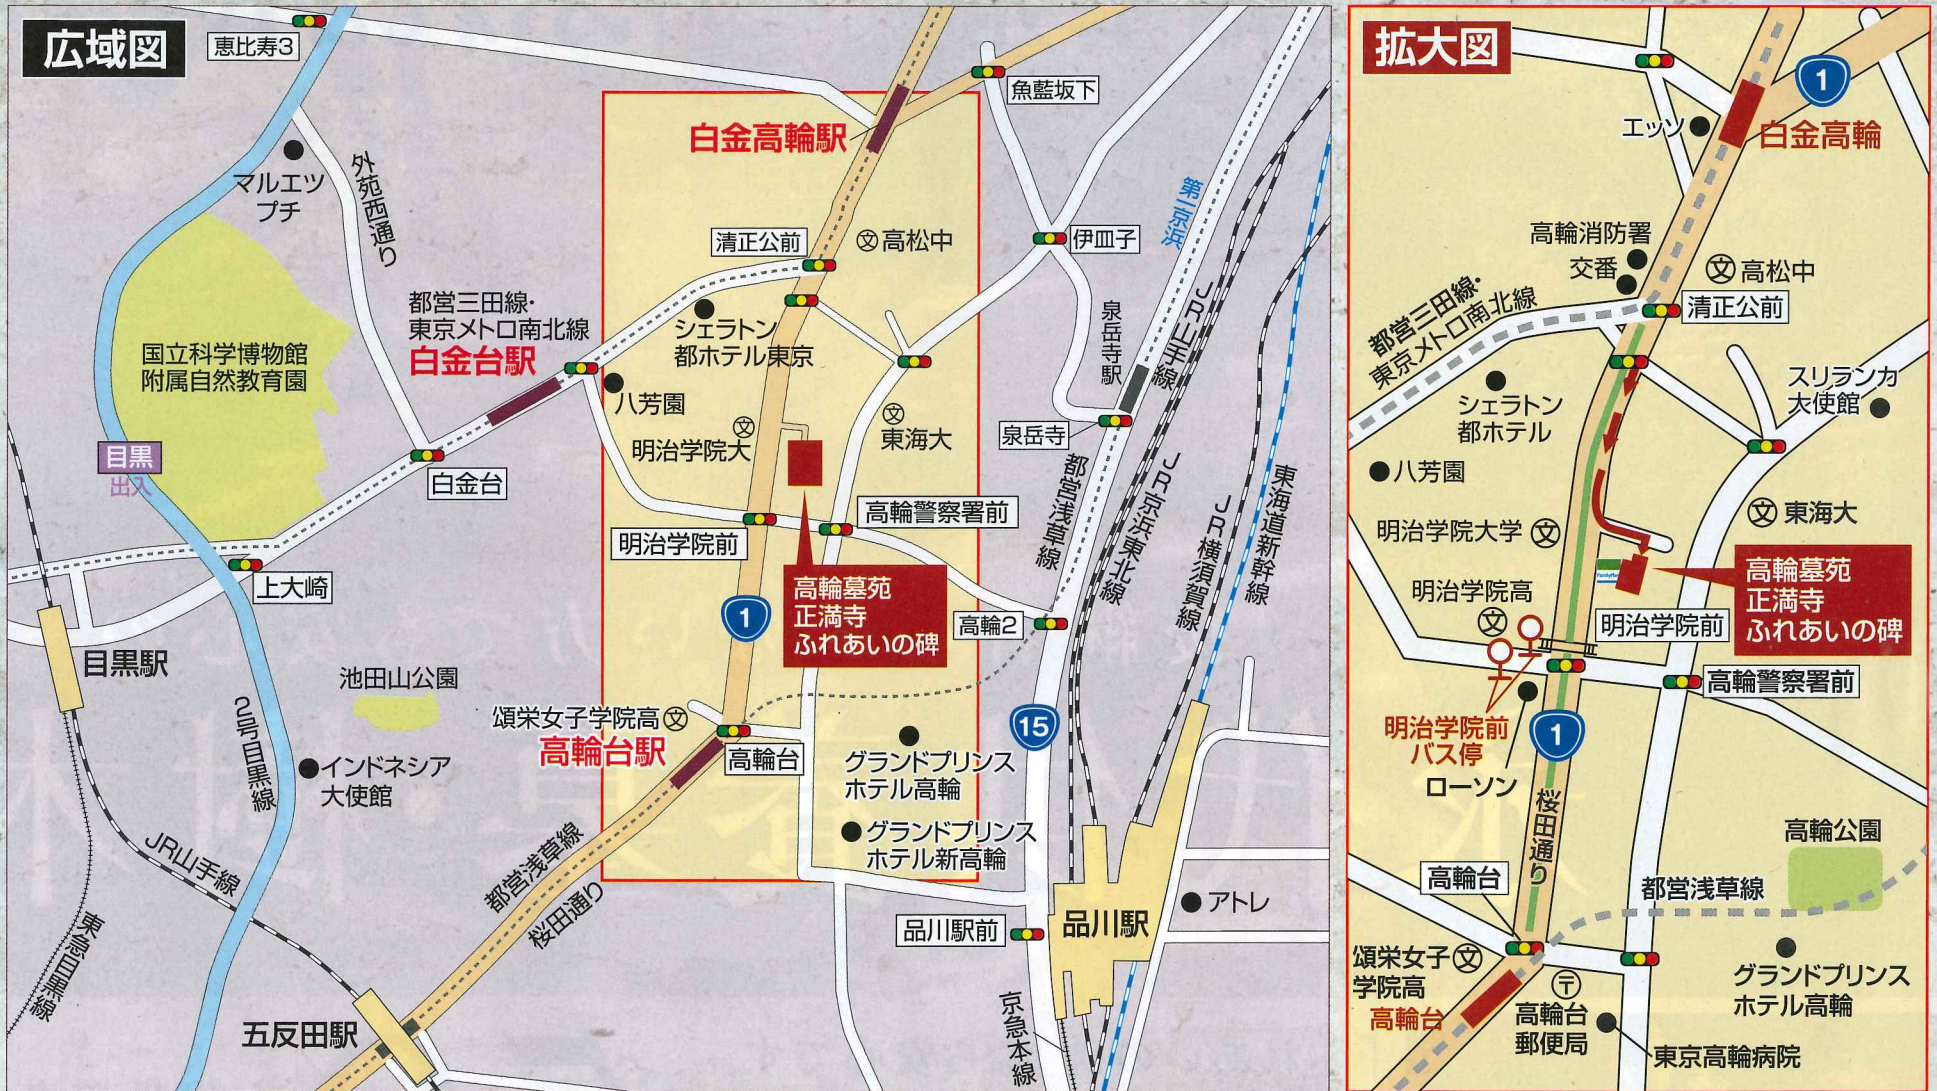 広域図
恵比寿3
魚藍坂下
白金高輪駅
マルエツ
プチ
外苑西通り
清正公前
高松中
伊皿子
第一京浜
都営三田線・
東京メトロ南北線
白金台駅
シェラトン
都ホテル東京
国立科学博物館
附属自然教育園
八芳園
泉岳寺駅
JR山手線
明治学院大
東海大
泉岳寺
目黒
出入
白金台
高輪警察署前
都営浅草線
JR京浜東北線
JR横須賀線
東海道新幹線
明治学院前
上大崎
1
高輪墓苑
正満寺
ふれあいの碑
高輪2
目黒駅
池田山公園
2号目黒線
頌栄女子学院高
高輪台駅
高輪台
15
インドネシア
大使館
グランドプリンス
ホテル高輪
グランドプリンス
ホテル新高輪
JR山手線
都営浅草線
桜田通り
東急目黒線
品川駅前
品川駅
アトレ
五反田駅
京急本線
拡大図
1
エッソ
白金高輪
高輪消防署
交番
高松中
都営三田線・
東京メトロ南北線
清正公前
スリランカ
大使館
シェラトン
都ホテル
八芳園
明治学院大学
東海大
FamilyMart
高輪墓苑
正満寺
ふれあいの碑
明治学院高
明治学院前
高輪警察署前
明治学院前
バス停
1
ローソン
桜田通り
高輪公園
高輪台
都営浅草線
頌栄女子
学院高
高輪台
高輪台
郵便局
グランドプリンス
ホテル高輪
東京高輪病院